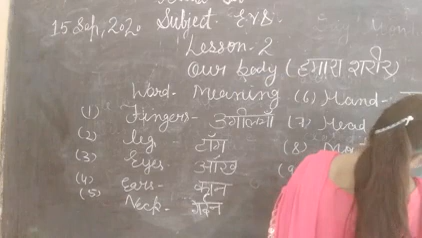 15 Sep, 2020 Subject- EVS.
Lesson-2
Our body (हमारा शरीर)
Word-Meaning
(1) Fingers- उंगलियाँ
(2) leg- टाँग
(3) Eyes- आँख
(4) Ears- कान
(5) Neck- गर्दन
(6) Hand-
(7) Head
(8)